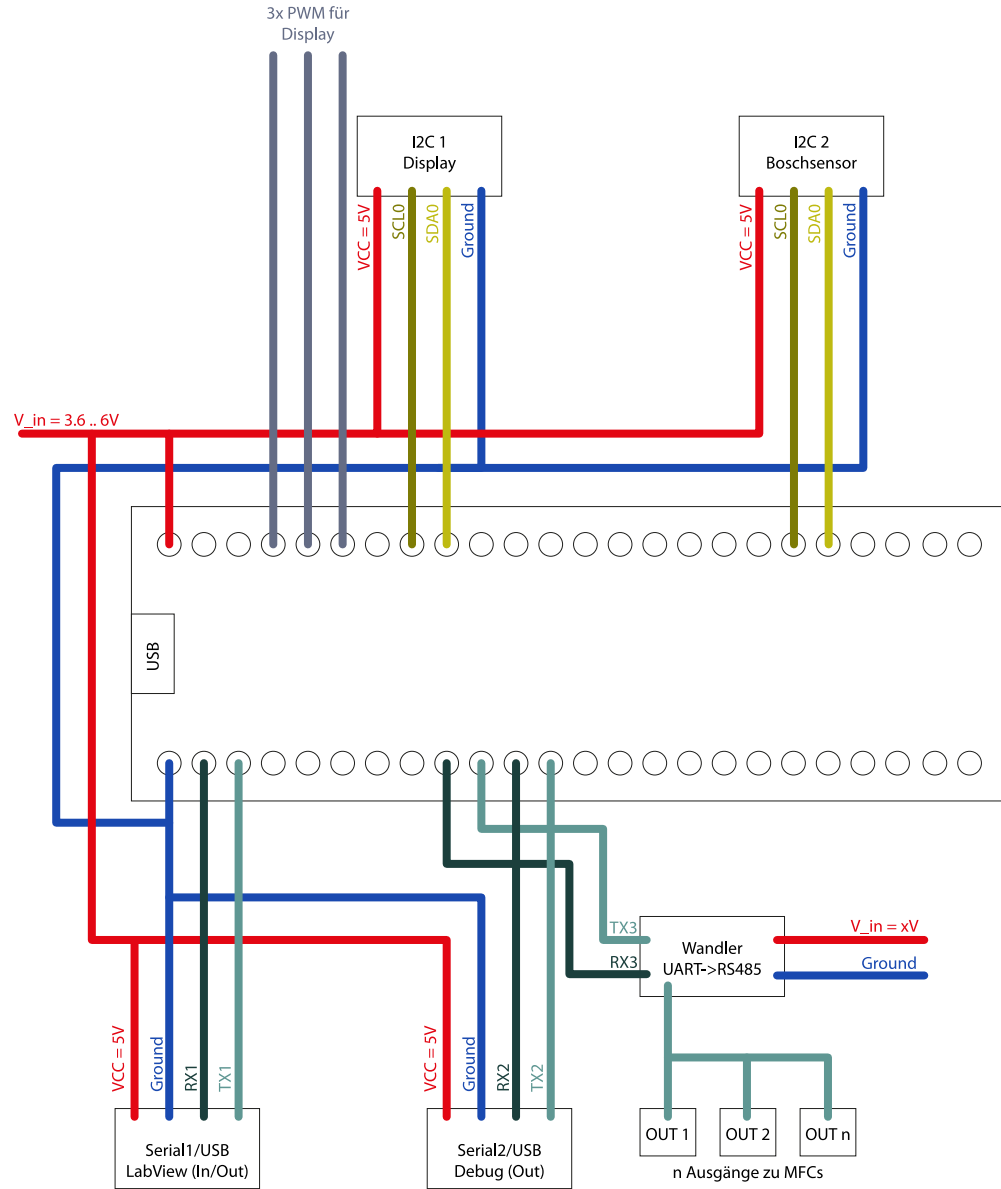 3x PWM für
Display
I2C 1
Display
I2C 2
Boschsensor
VCC = 5V
SCL0
SDA0
Ground
VCC = 5V
SCL0
SDA0
Ground
V_in = 3.6 .. 6V
USB
TX3
RX3
Wandler
UART->RS485
V_in = xV
Ground
VCC = 5V
Ground
RX1
TX1
VCC = 5V
Ground
RX2
TX2
Serial1/USB
LabView (In/Out)
Serial2/USB
Debug (Out)
OUT 1
OUT 2
OUT n
n Ausgänge zu MFCs